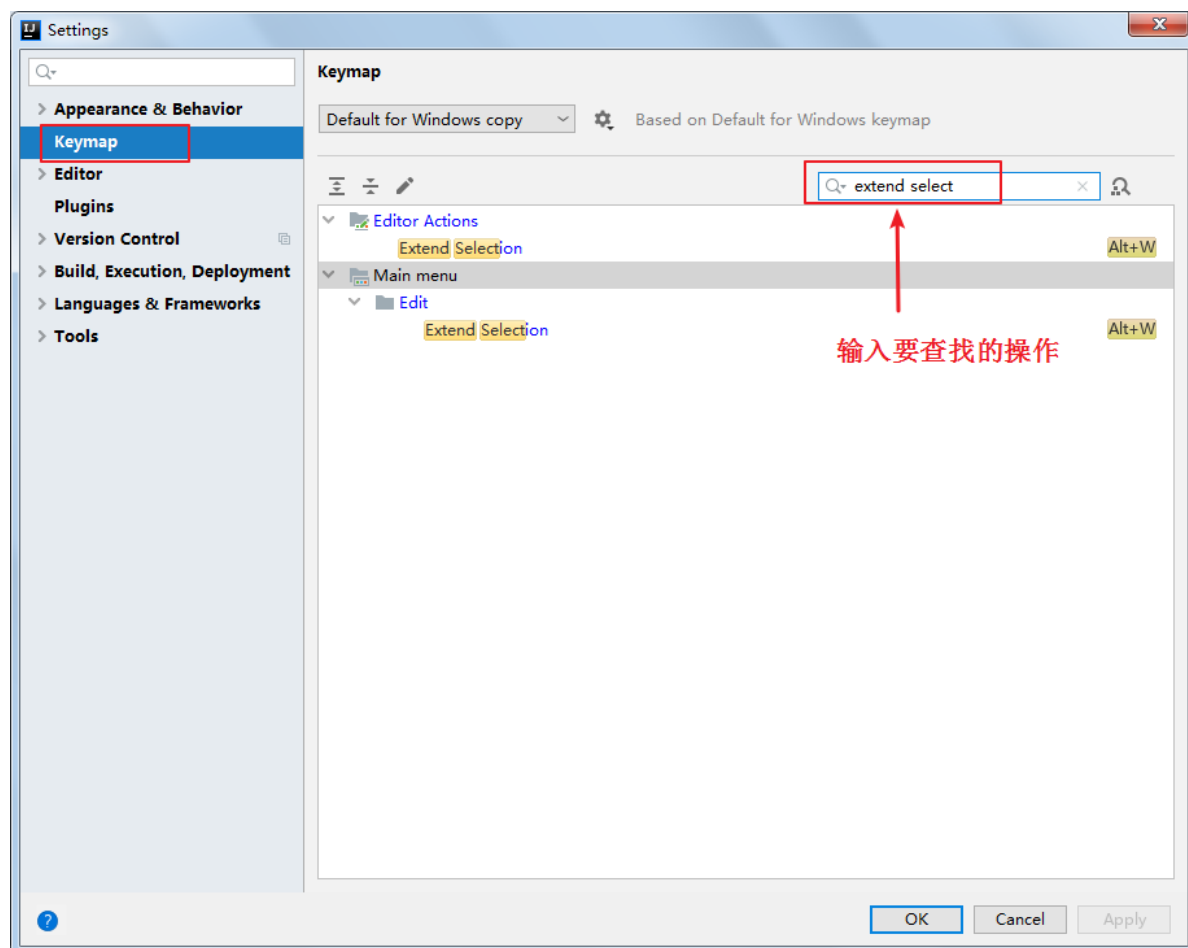 Settings
Appearance & Behavior
Keymap
Editor
Plugins
Version Control
Build, Execution, Deployment
Languages & Frameworks
Tools
Keymap
Default for Windows copy
Based on Default for Windows keymap
extend select
Editor Actions
Extend Selection
Alt+W
Main menu
Edit
Extend Selection
Alt+W
输入要查找的操作
?
OK
Cancel
Apply